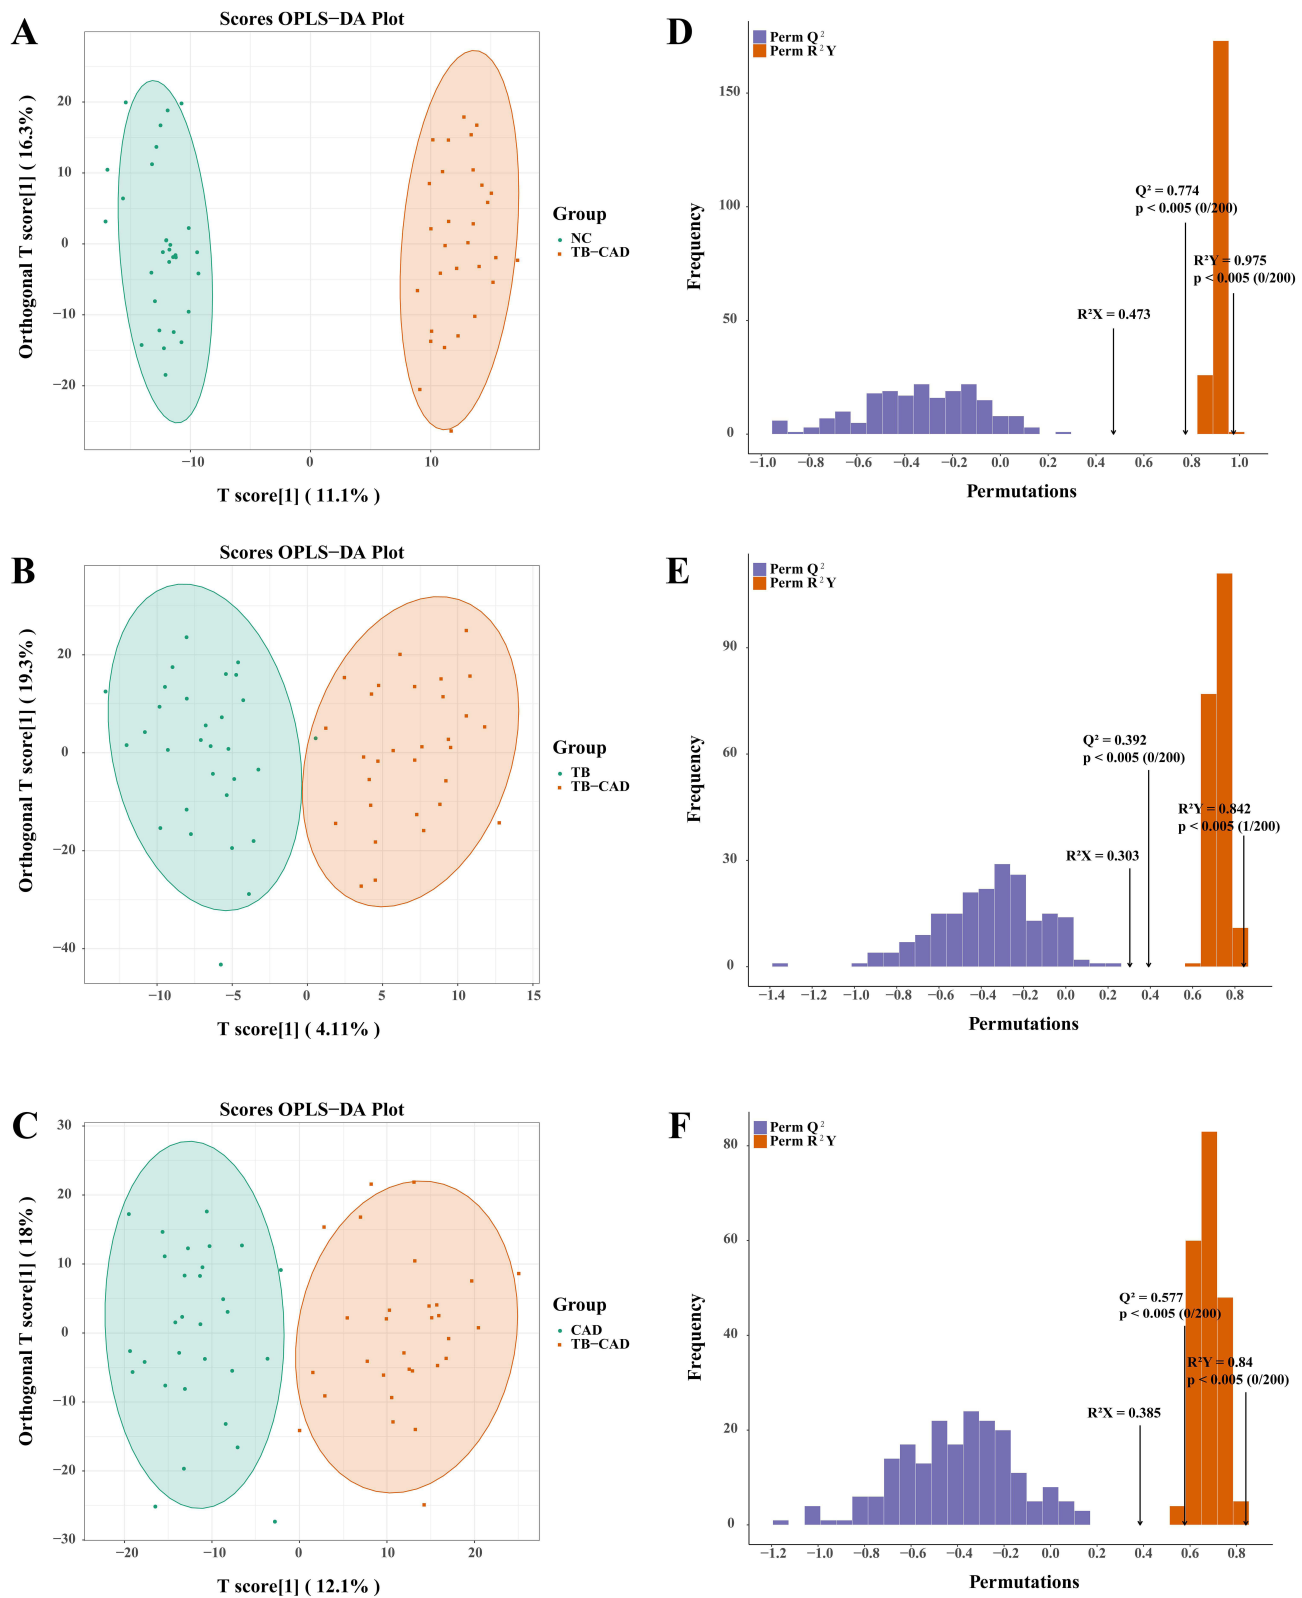 A
Scores OPLS−DA Plot
Orthogonal T score[1] ( 16.3% )
20
10
0
−10
−20
−10
0
10
T score[1] ( 11.1% )
Group
NC
TB−CAD
D
Perm Q²
Perm R²Y
Frequency
150
100
50
0
Q² = 0.774
p < 0.005 (0/200)
R²Y = 0.975
p < 0.005 (0/200)
R²X = 0.473
−1.0
−0.8
−0.6
−0.4
−0.2
0.0
0.2
0.4
0.6
0.8
1.0
Permutations
B
Scores OPLS−DA Plot
Orthogonal T score[1] ( 19.3% )
20
0
−20
−40
−10
−5
0
5
10
15
T score[1] ( 4.11% )
Group
TB
TB−CAD
E
Perm Q²
Perm R²Y
Frequency
90
60
30
0
Q² = 0.392
p < 0.005 (0/200)
R²Y = 0.842
p < 0.005 (1/200)
R²X = 0.303
−1.4
−1.2
−1.0
−0.8
−0.6
−0.4
−0.2
0.0
0.2
0.4
0.6
0.8
Permutations
C
Scores OPLS−DA Plot
Orthogonal T score[1] ( 18% )
30
20
10
0
−10
−20
−30
−20
−10
0
10
20
T score[1] ( 12.1% )
Group
CAD
TB−CAD
F
Perm Q²
Perm R²Y
Frequency
80
60
40
20
0
Q² = 0.577
p < 0.005 (0/200)
R²Y = 0.84
p < 0.005 (0/200)
R²X = 0.385
−1.2
−1.0
−0.8
−0.6
−0.4
−0.2
0.0
0.2
0.4
0.6
0.8
Permutations